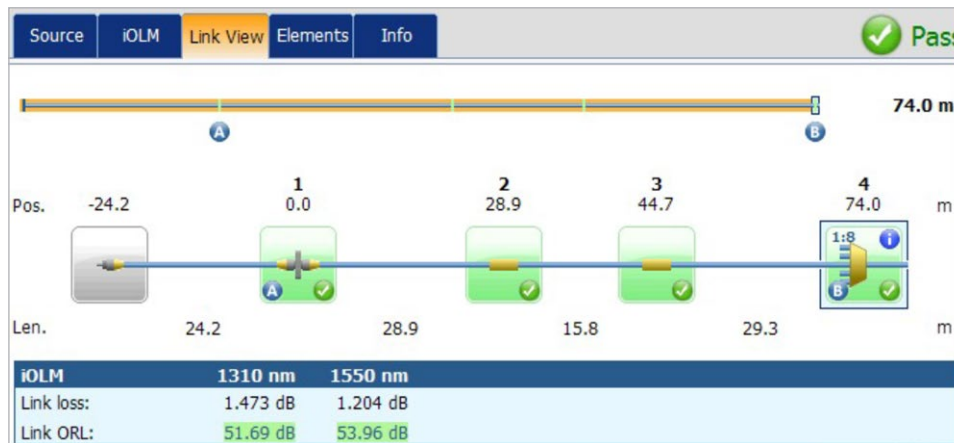 Source iOLM Link View Elements Info Pass
74.0 m
A B
1 2 3 4
Pos. -24.2 0.0 28.9 44.7 74.0 m
1:8 i
A B
Len. 24.2 28.9 15.8 29.3 m
iOLM 1310 nm 1550 nm
Link loss: 1.473 dB 1.204 dB
Link ORL: 51.69 dB 53.96 dB